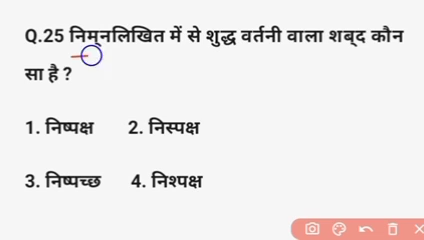 Q.25 निम्नलिखित में से शुद्ध वर्तनी वाला शब्द कौन
सा है ?
1. निष्पक्ष 2. निस्पक्ष
3. निष्पच्छ 4. निश्पक्ष